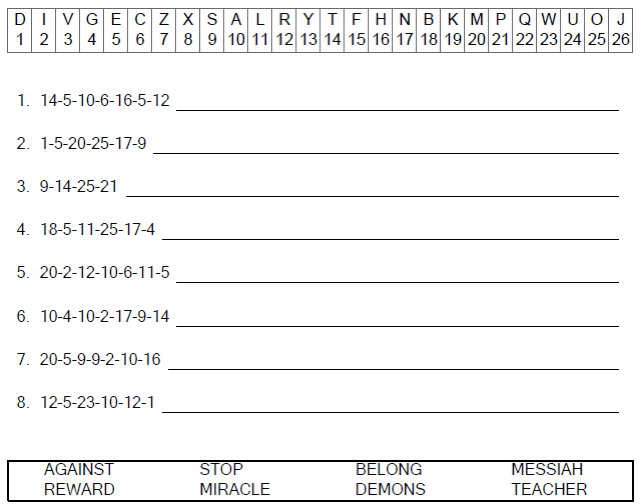 D I V G E C Z X S A L R Y T F H N B K M P Q W U O J
1 2 3 4 5 6 7 8 9 10 11 12 13 14 15 16 17 18 19 20 21 22 23 24 25 26
1. 14-5-10-6-16-5-12
2. 1-5-20-25-17-9
3. 9-14-25-21
4. 18-5-11-25-17-4
5. 20-2-12-10-6-11-5
6. 10-4-10-2-17-9-14
7. 20-5-9-9-2-10-16
8. 12-5-23-10-12-1
AGAINST STOP BELONG MESSIAH
REWARD MIRACLE DEMONS TEACHER